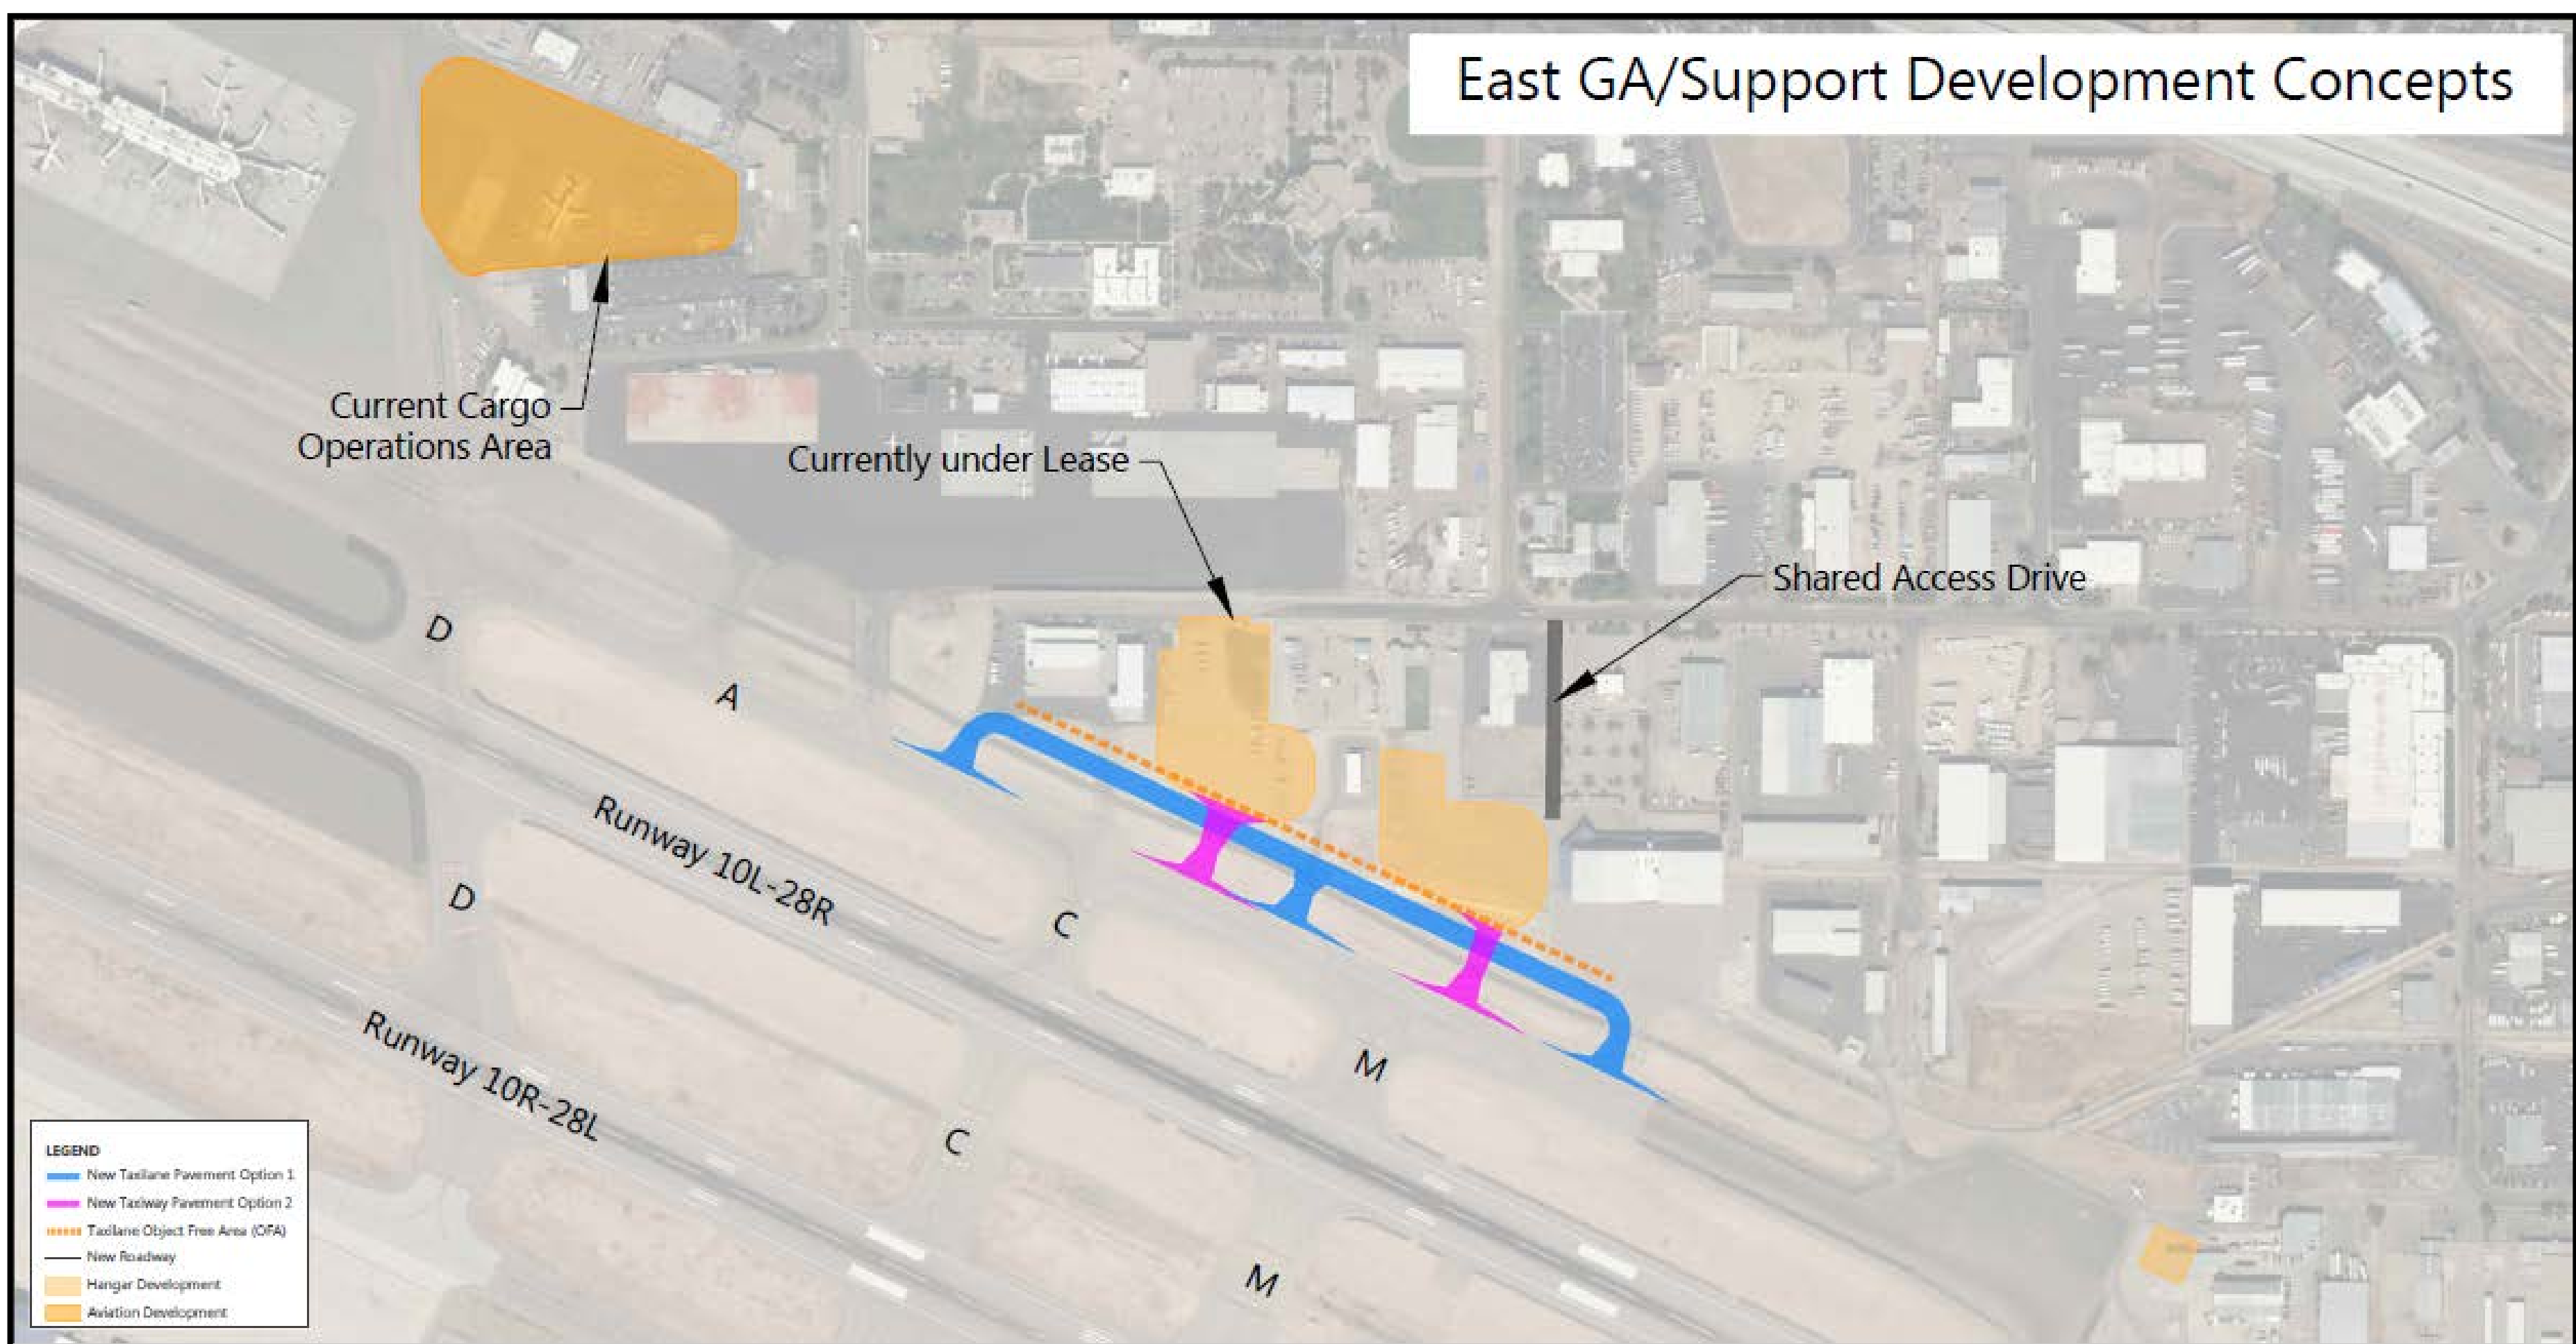 East GA/Support Development Concepts
Current Cargo
Operations Area
Currently under Lease
Shared Access Drive
D
A
Runway 10L-28R
D
C
Runway 10R-28L
M
C
M
LEGEND
New Taxilane Pavement Option 1
New Taxiway Pavement Option 2
Taxilane Object Free Area (OFA)
New Roadway
Hangar Development
Aviation Development